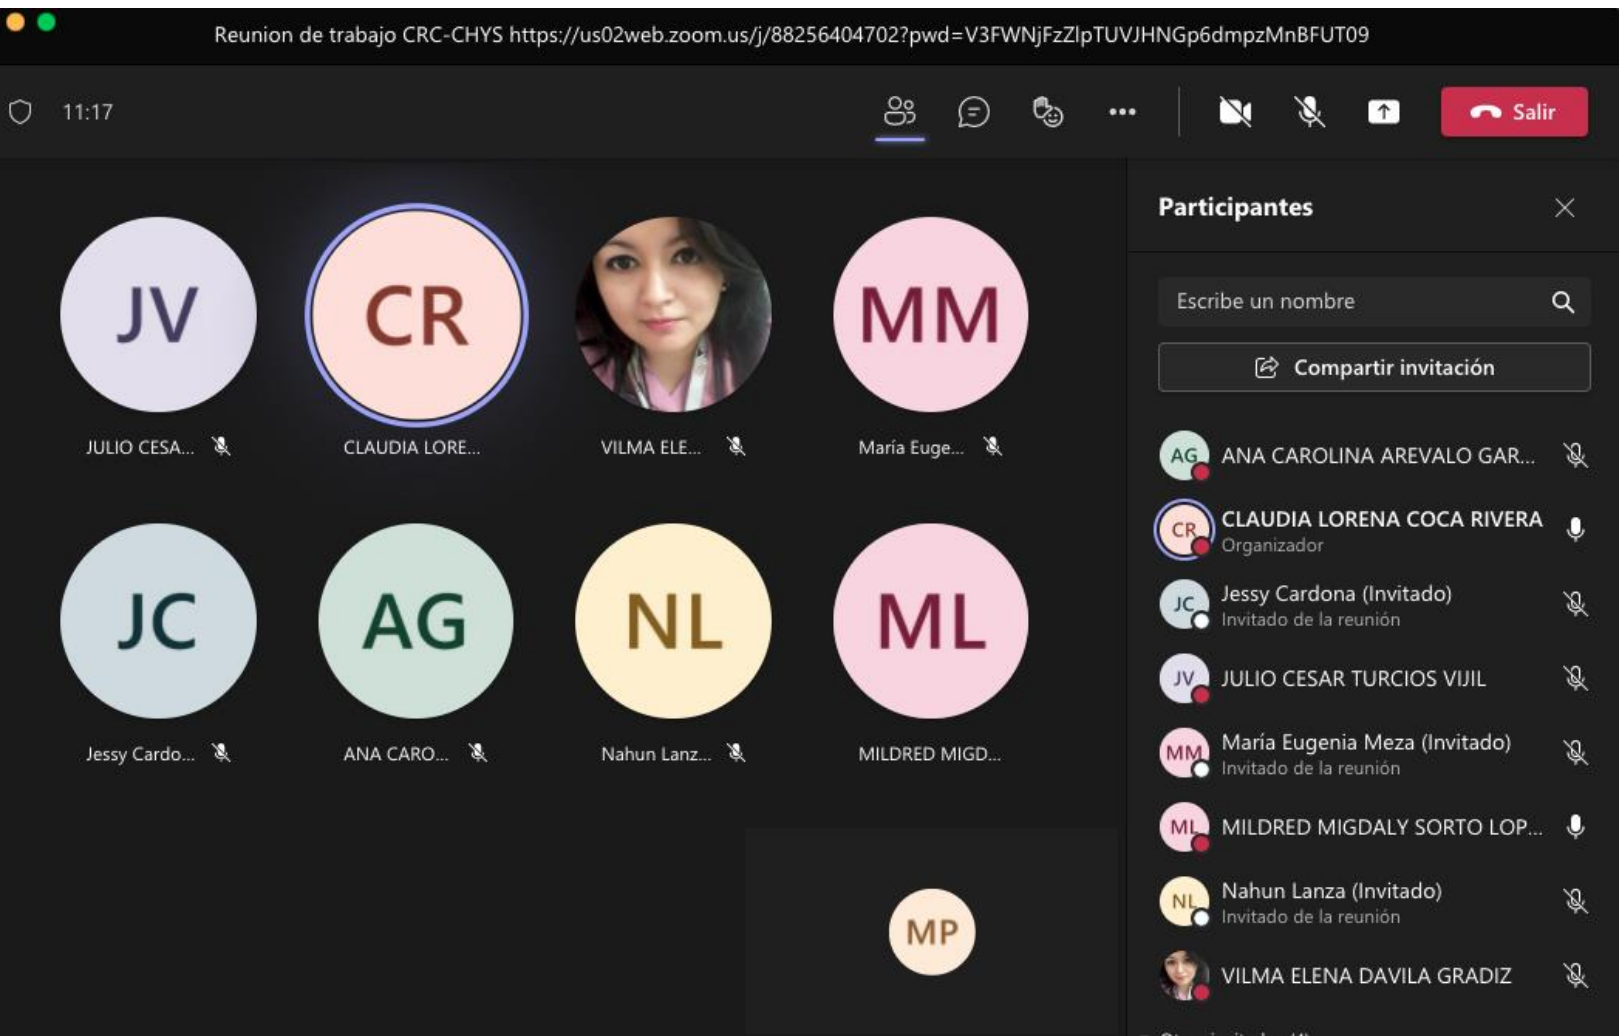 Reunion de trabajo CRC-CHYS https://us02web.zoom.us/j/88256404702?pwd=V3FWNjFzZlpTUVJHNGp6dmpzMnBFUT09
11:17
Salir
JV
CR
MM
JULIO CESA...
CLAUDIA LORE...
VILMA ELE...
María Euge...
JC
AG
NL
ML
Jessy Cardo...
ANA CARO...
Nahun Lanz...
MILDRED MIGD...
MP
Participantes
Escribe un nombre
Compartir invitación
AG ANA CAROLINA AREVALO GAR...
CR CLAUDIA LORENA COCA RIVERA
Organizador
JC Jessy Cardona (Invitado)
Invitado de la reunión
JV JULIO CESAR TURCIOS VIJIL
MM María Eugenia Meza (Invitado)
Invitado de la reunión
ML MILDRED MIGDALY SORTO LOP...
NL Nahun Lanza (Invitado)
Invitado de la reunión
VILMA ELENA DAVILA GRADIZ